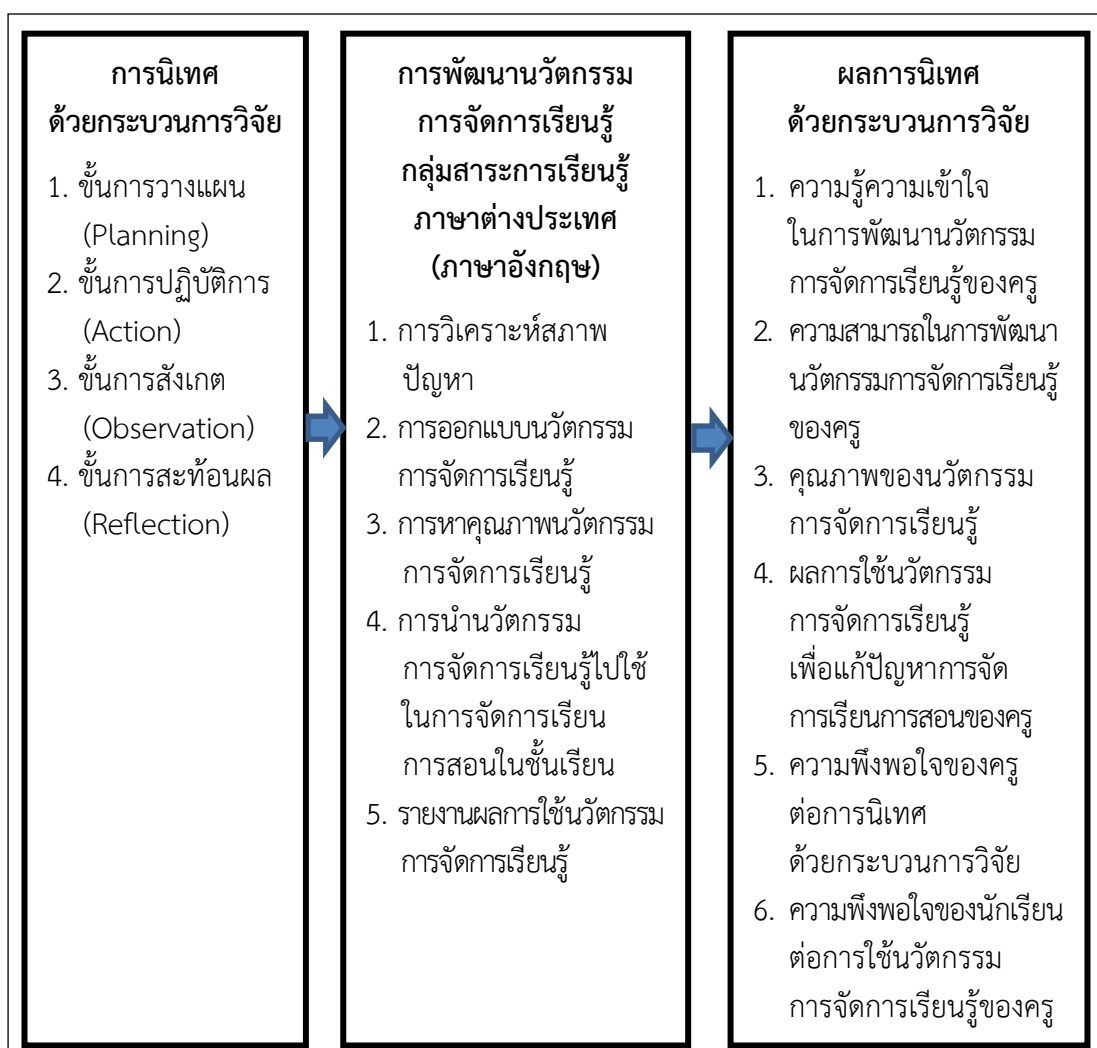 การนิเทศ
ด้วยกระบวนการวิจัย
1. ขั้นการวางแผน
(Planning)
2. ขั้นการปฏิบัติการ
(Action)
3. ขั้นการสังเกต
(Observation)
4. ขั้นการสะท้อนผล
(Reflection)
การพัฒนานวัตกรรม
การจัดการเรียนรู้
กลุ่มสาระการเรียนรู้
ภาษาต่างประเทศ
(ภาษาอังกฤษ)
1. การวิเคราะห์สภาพ
ปัญหา
2. การออกแบบนวัตกรรม
การจัดการเรียนรู้
3. การหาคุณภาพนวัตกรรม
การจัดการเรียนรู้
4. การนำนวัตกรรม
การจัดการเรียนรู้ไปใช้
ในการจัดการเรียน
การสอนในชั้นเรียน
5. รายงานผลการใช้นวัตกรรม
การจัดการเรียนรู้
ผลการนิเทศ
ด้วยกระบวนการวิจัย
1. ความรู้ความเข้าใจ
ในการพัฒนานวัตกรรม
การจัดการเรียนรู้ของครู
2. ความสามารถในการพัฒนา
นวัตกรรมการจัดการเรียนรู้
ของครู
3. คุณภาพของนวัตกรรม
การจัดการเรียนรู้
4. ผลการใช้นวัตกรรม
การจัดการเรียนรู้
เพื่อแก้ปัญหาการจัด
การเรียนการสอนของครู
5. ความพึงพอใจของครู
ต่อการนิเทศ
ด้วยกระบวนการวิจัย
6. ความพึงพอใจของนักเรียน
ต่อการใช้นวัตกรรม
การจัดการเรียนรู้ของครู